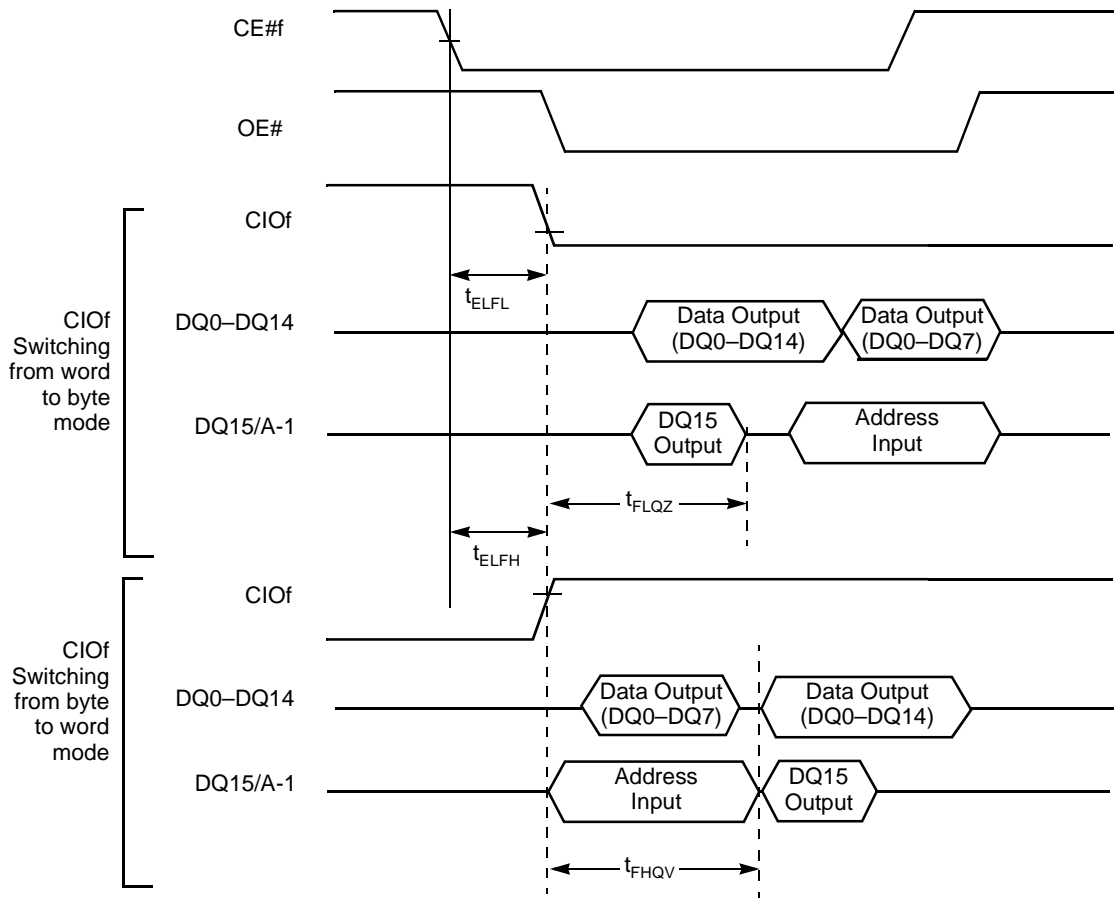 CE#f
OE#
CIOf
tELFL
CIOf
Switching
from word
to byte
mode
DQ0–DQ14
Data Output
(DQ0–DQ14)
Data Output
(DQ0–DQ7)
DQ15/A-1
DQ15
Output
Address
Input
tFLQZ
tELFH
CIOf
CIOf
Switching
from byte
to word
mode
DQ0–DQ14
Data Output
(DQ0–DQ7)
Data Output
(DQ0–DQ14)
DQ15/A-1
Address
Input
DQ15
Output
tFHQV